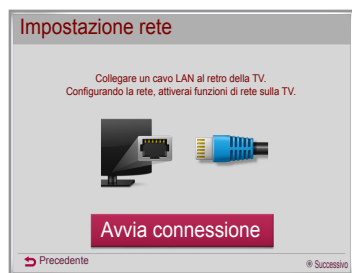 Impostazione rete
Collegare un cavo LAN al retro della TV.
Configurando la rete, attiverai funzioni di rete sulla TV.
Avvia connessione
Precedente
Successivo